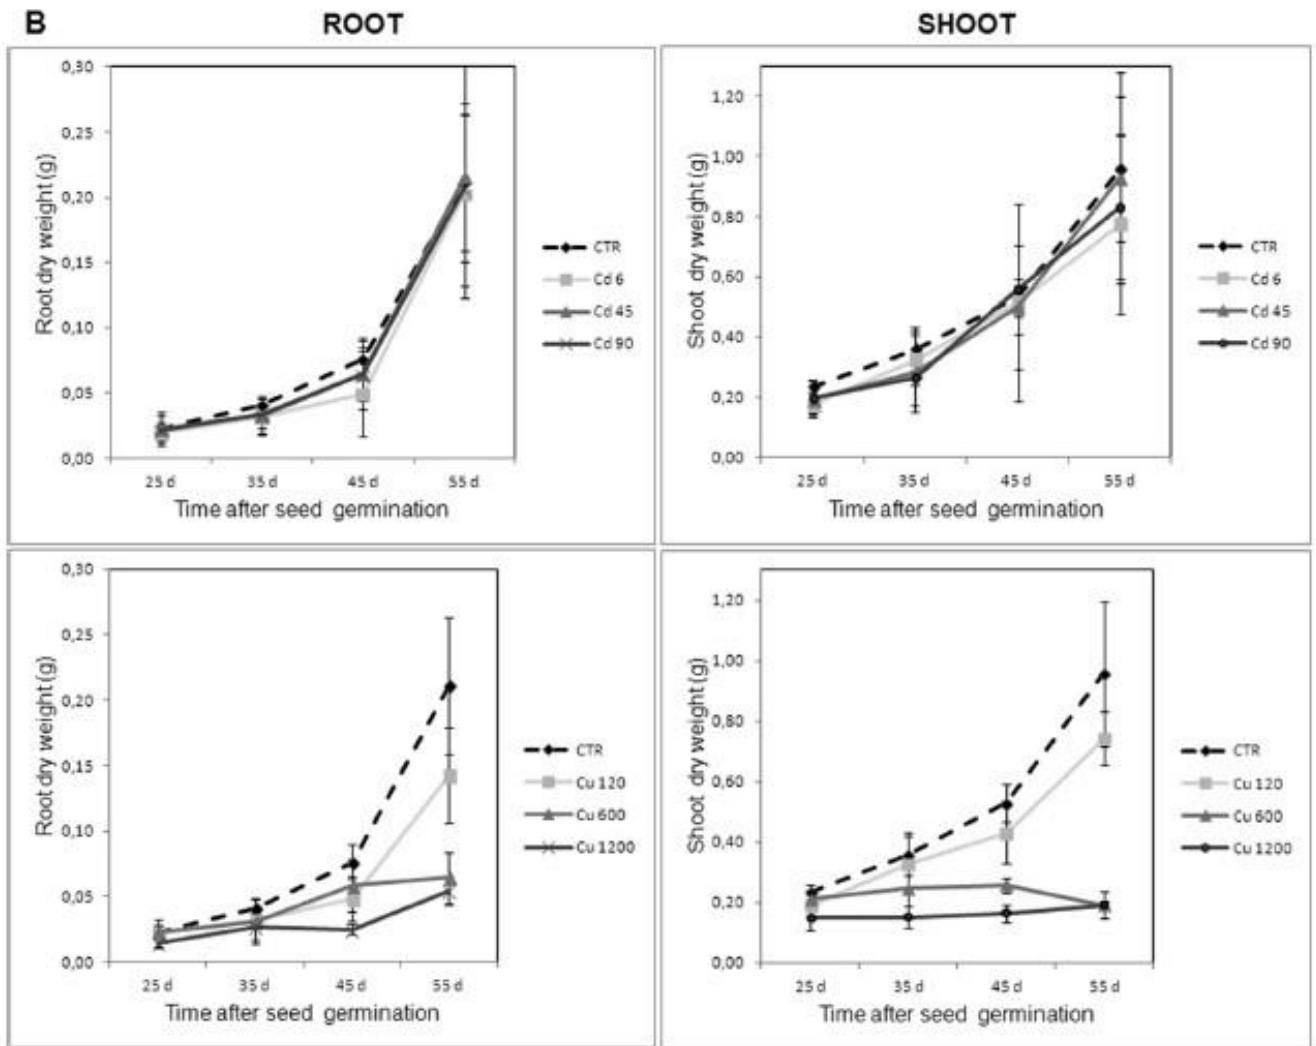 B ROOT SHOOT
0,30
0,25
0,20
0,15
0,10
0,05
0,00
Root dry weight (g)
25 d 35 d 45 d 55 d
Time after seed germination
CTR
Cd 6
Cd 45
Cd 90
1,20
1,00
0,80
0,60
0,40
0,20
0,00
Shoot dry weight (g)
25 d 35 d 45 d 55 d
Time after seed germination
CTR
Cd 6
Cd 45
Cd 90
0,30
0,25
0,20
0,15
0,10
0,05
0,00
Root dry weight (g)
25 d 35 d 45 d 55 d
Time after seed germination
CTR
Cu 120
Cu 600
Cu 1200
1,20
1,00
0,80
0,60
0,40
0,20
0,00
Shoot dry weight (g)
25 d 35 d 45 d 55 d
Time after seed germination
CTR
Cu 120
Cu 600
Cu 1200